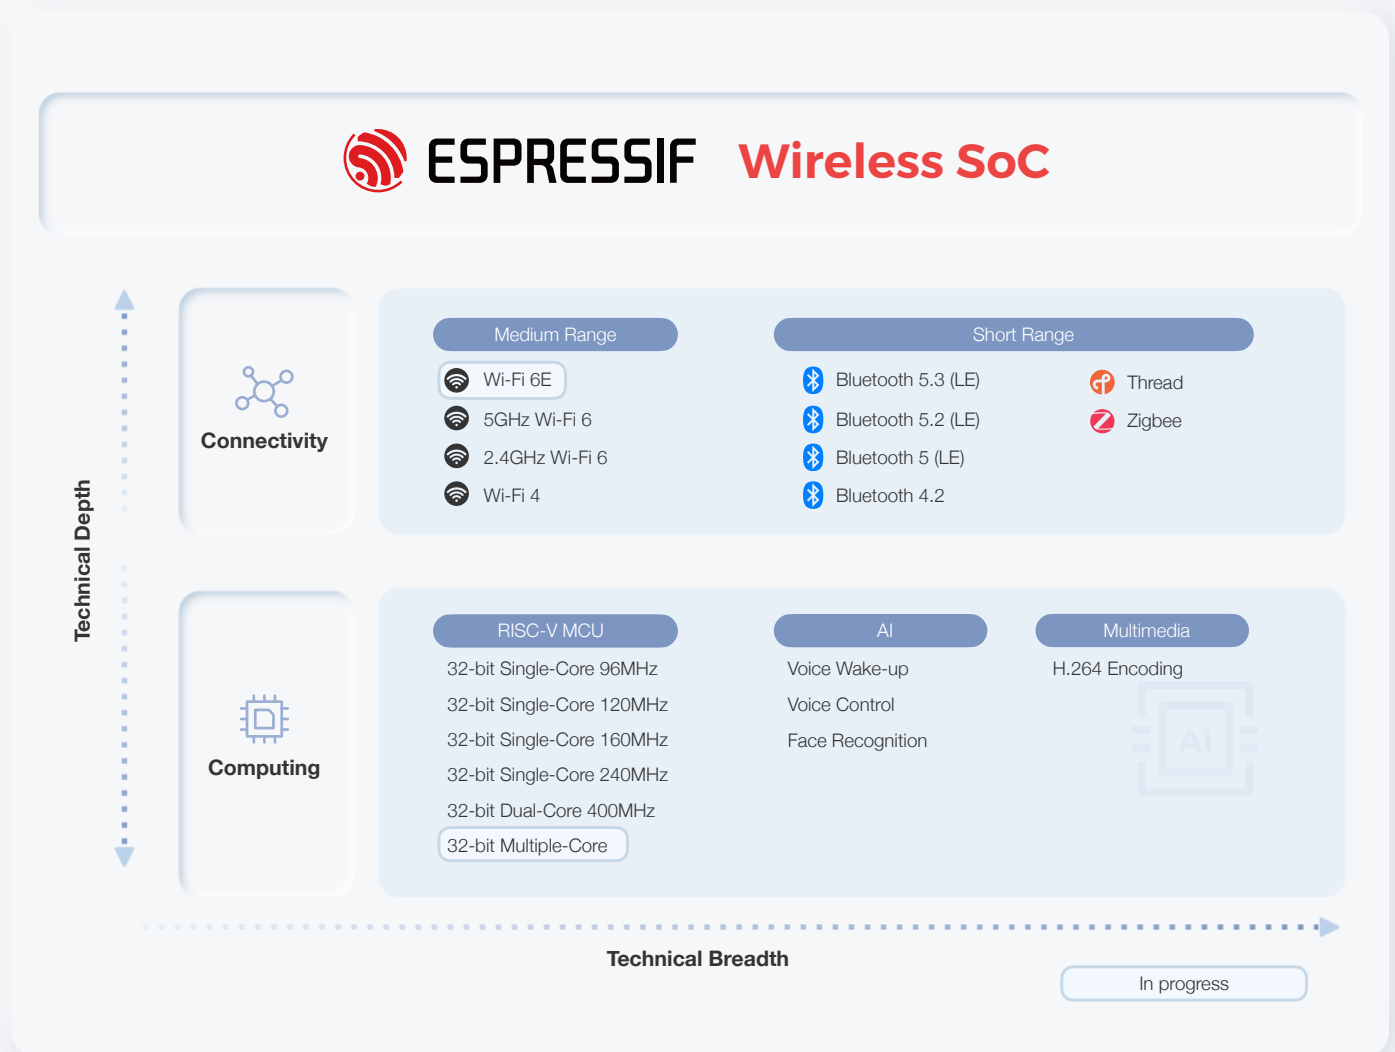 ESPRESSIF Wireless SoC
Technical Depth
Connectivity
Medium Range
Wi-Fi 6E
5GHz Wi-Fi 6
2.4GHz Wi-Fi 6
Wi-Fi 4
Short Range
Bluetooth 5.3 (LE)
Bluetooth 5.2 (LE)
Bluetooth 5 (LE)
Bluetooth 4.2
Thread
Zigbee
Computing
RISC-V MCU
32-bit Single-Core 96MHz
32-bit Single-Core 120MHz
32-bit Single-Core 160MHz
32-bit Single-Core 240MHz
32-bit Dual-Core 400MHz
32-bit Multiple-Core
AI
Voice Wake-up
Voice Control
Face Recognition
Multimedia
H.264 Encoding
AI
Technical Breadth
In progress